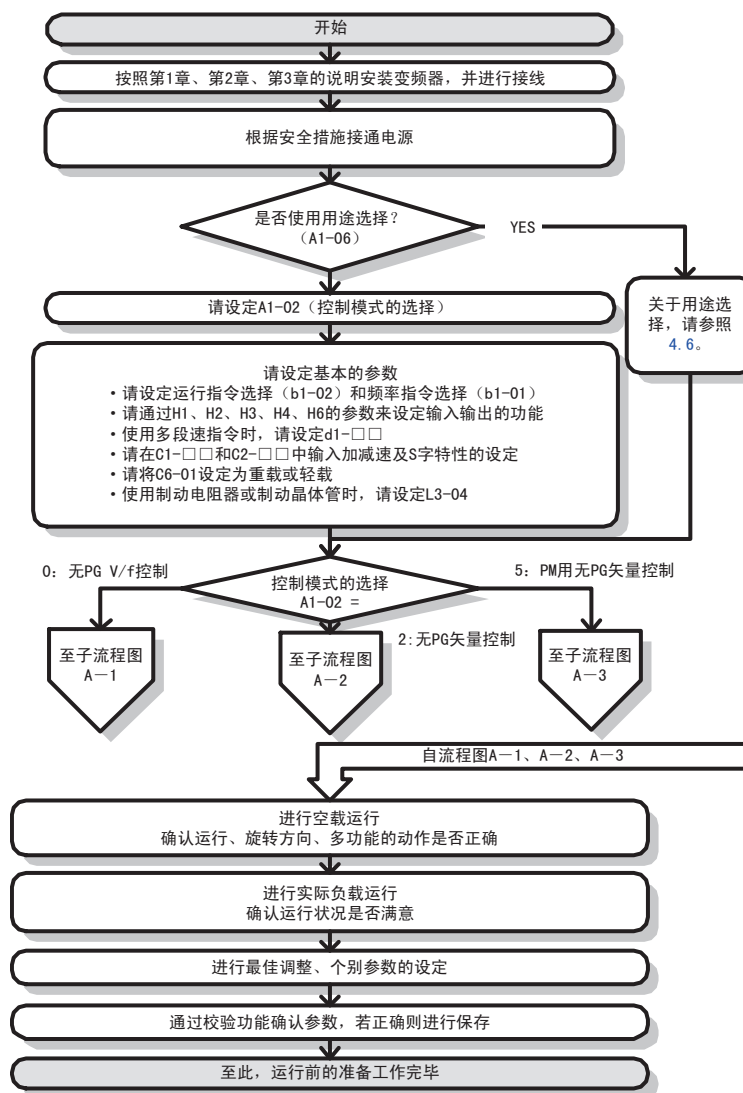 开始
按照第1章、第2章、第3章的说明安装变频器，并进行接线
根据安全措施接通电源
是否使用用途选择？
（A1-06）
YES
关于用途选
择，请参照
4.6。
请设定A1-02（控制模式的选择）
请设定基本的参数
・请设定运行指令选择（b1-02）和频率指令选择（b1-01）
・请通过H1、H2、H3、H4、H6的参数来设定输入输出的功能
・使用多段速指令时，请设定d1-□□
・请在C1-□□和C2-□□中输入加减速及S字特性的设定
・请将C6-01设定为重载或轻载
・使用制动电阻器或制动晶体管时，请设定L3-04
0：无PG V/f控制
控制模式的选择
A1-02 =
5：PM用无PG矢量控制
2:无PG矢量控制
至子流程图
A－1
至子流程图
A－2
至子流程图
A－3
自流程图A－1、A－2、A－3
进行空载运行
确认运行、旋转方向、多功能的动作是否正确
进行实际负载运行
确认运行状况是否满意
进行最佳调整、个别参数的设定
通过校验功能确认参数，若正确则进行保存
至此，运行前的准备工作完毕